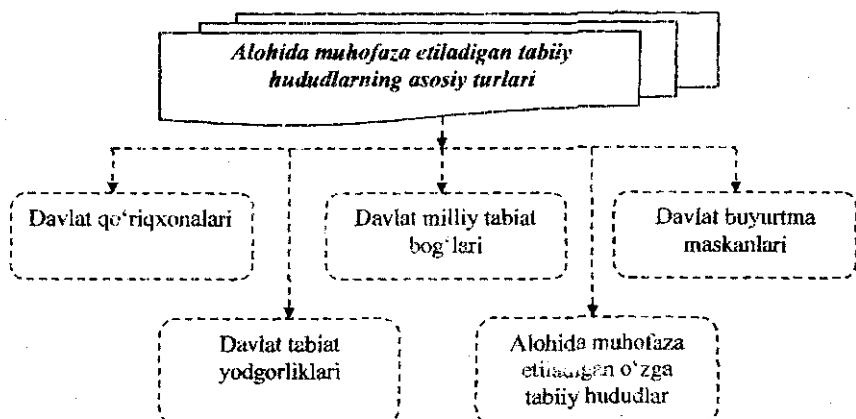 Alohida muhofaza etiladigan tabiiy
hududlarning asosiy turlari
Davlat qo‘riqxonalari
Davlat milliy tabiat
bog‘lari
Davlat buyurtma
maskanlari
Davlat tabiat
yodgorliklari
Alohida muhofaza
etiladigan o‘zga
tabiiy hududlar